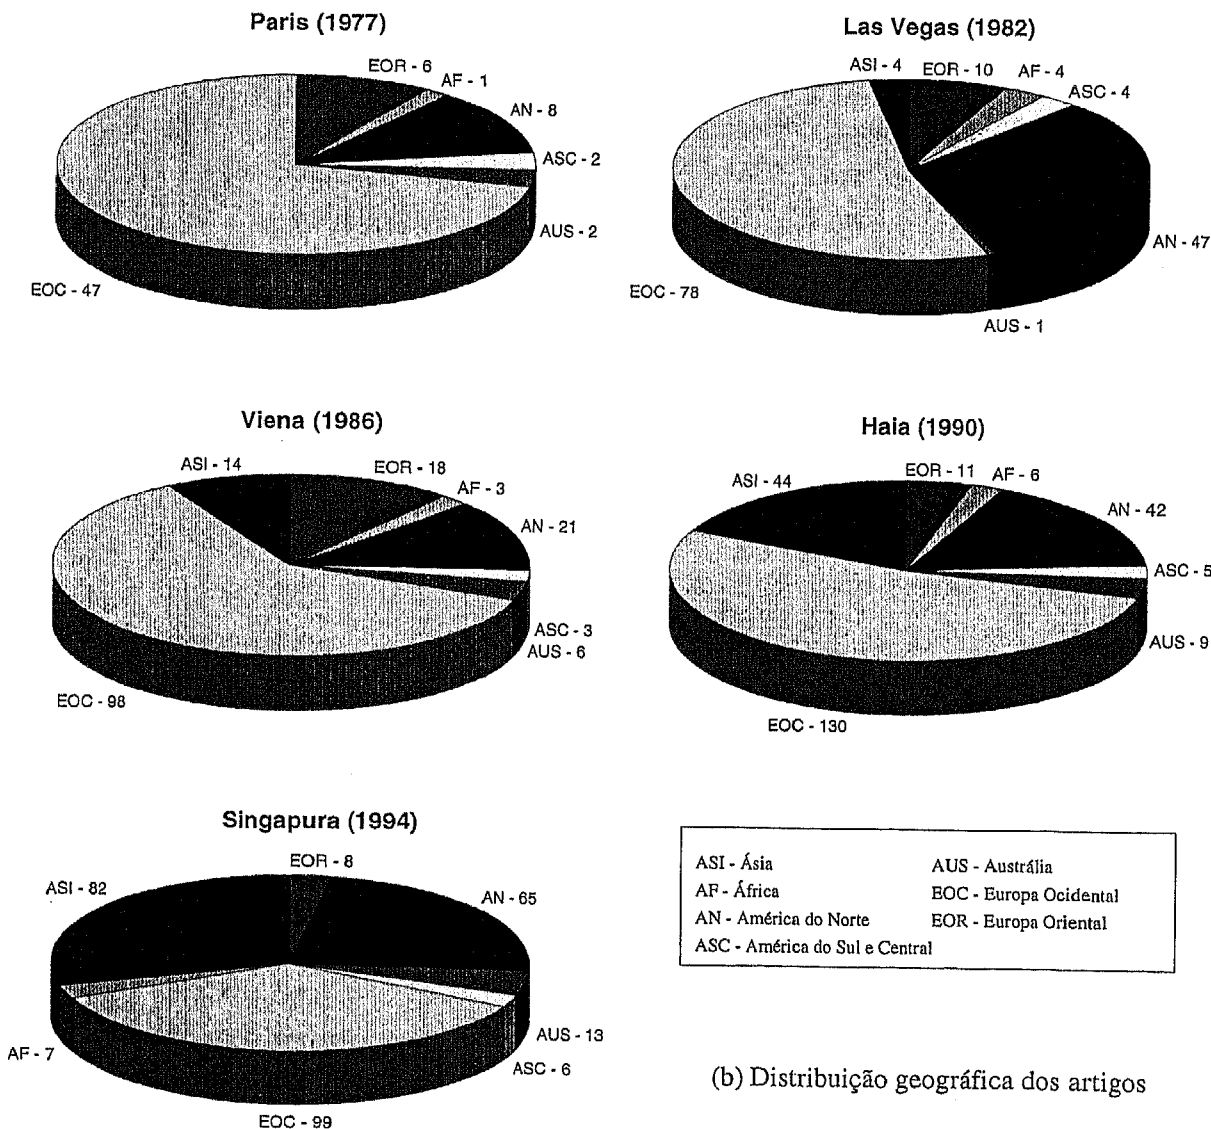 Paris (1977)
EOR - 6
AF - 1
AN - 8
ASC - 2
AUS - 2
EOC - 47
Las Vegas (1982)
ASI - 4
EOR - 10
AF - 4
ASC - 4
AN - 47
AUS - 1
EOC - 78
Viena (1986)
ASI - 14
EOR - 18
AF - 3
AN - 21
ASC - 3
AUS - 6
EOC - 98
Haia (1990)
ASI - 44
EOR - 11
AF - 6
AN - 42
ASC - 5
AUS - 9
EOC - 130
Singapura (1994)
EOR - 8
ASI - 82
AN - 65
AUS - 13
ASC - 6
AF - 7
EOC - 99
ASI - Ásia
AF - África
AN - América do Norte
ASC - América do Sul e Central
AUS - Austrália
EOC - Europa Ocidental
EOR - Europa Oriental
(b) Distribuição geográfica dos artigos